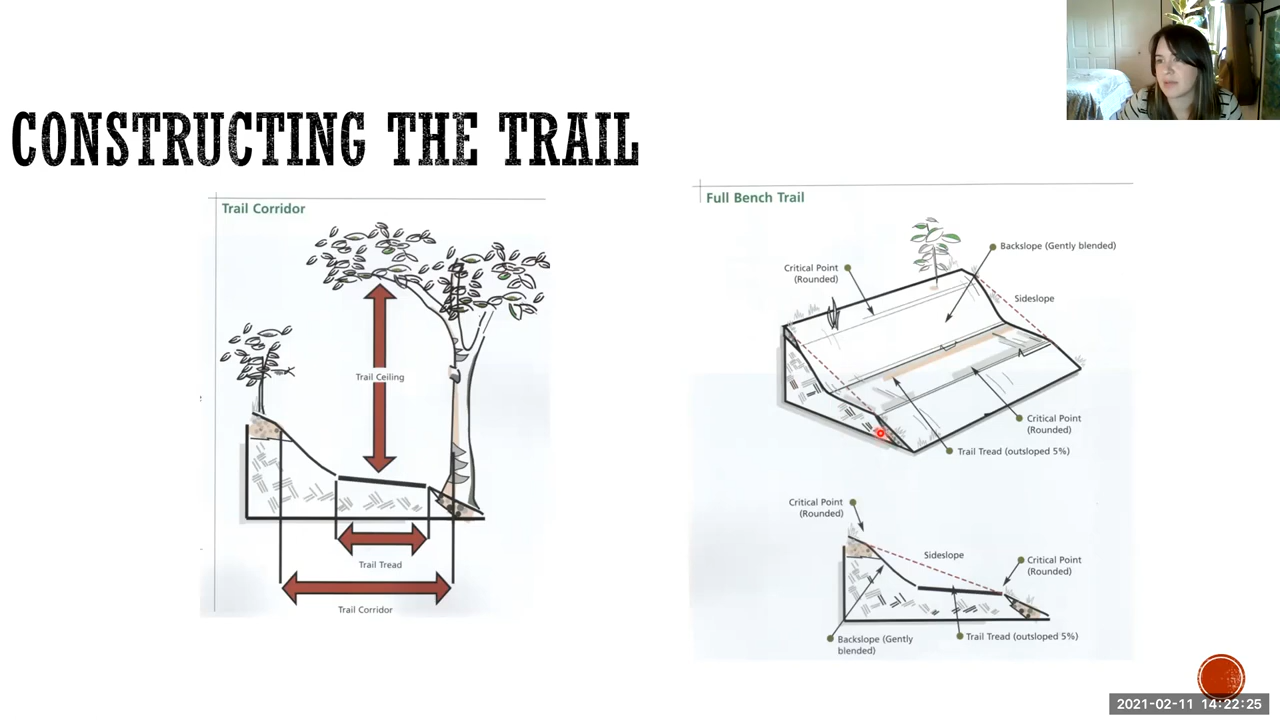 CONSTRUCTING THE TRAIL
Trail Corridor
Trail Ceiling
Trail Tread
Trail Corridor
Full Bench Trail
Backslope (Gently blended)
Critical Point
(Rounded)
Sideslope
Critical Point
(Rounded)
Trail Tread (outsloped 5%)
Critical Point
(Rounded)
Sideslope
Critical Point
(Rounded)
Trail Tread (outsloped 5%)
Backslope (Gently
blended)
2021-02-11 14:22:25